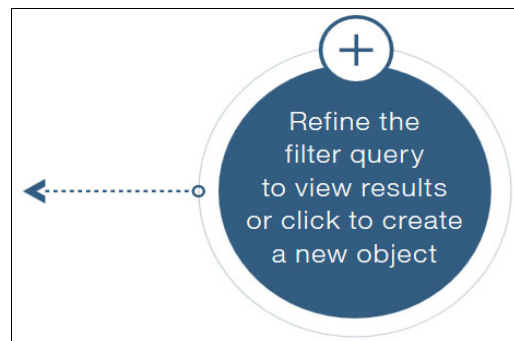 Refine the
filter query
to view results
or click to create
a new object